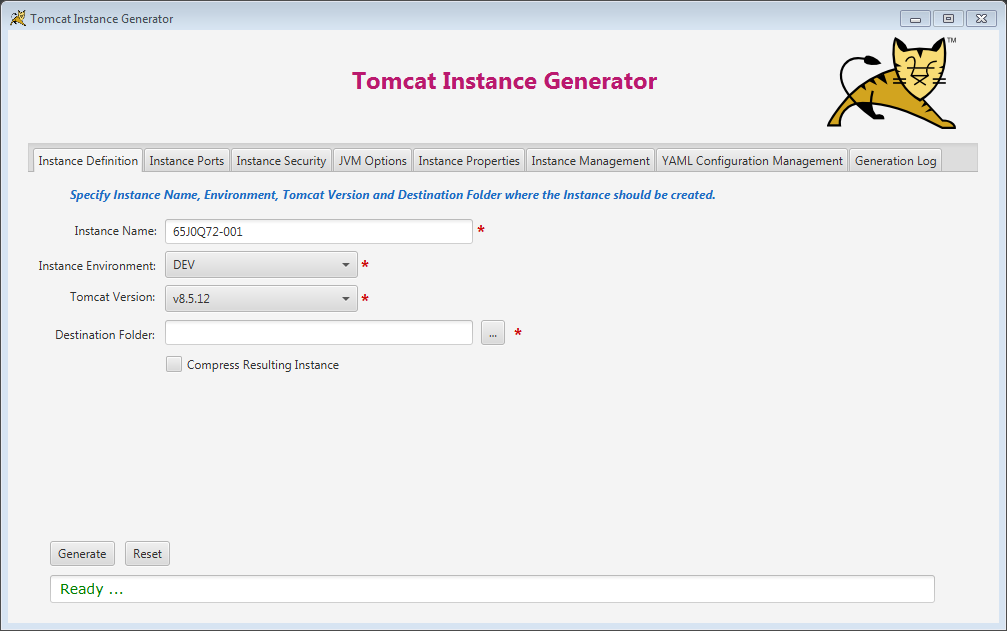 Tomcat Instance Generator
Tomcat Instance Generator
TM
Instance Definition Instance Ports Instance Security JVM Options Instance Properties Instance Management YAML Configuration Management Generation Log
Specify Instance Name, Environment, Tomcat Version and Destination Folder where the Instance should be created.
Instance Name: 65J0Q72-001 *
Instance Environment: DEV *
Tomcat Version: v8.5.12 *
Destination Folder: ... *
Compress Resulting Instance
Generate Reset
Ready ...